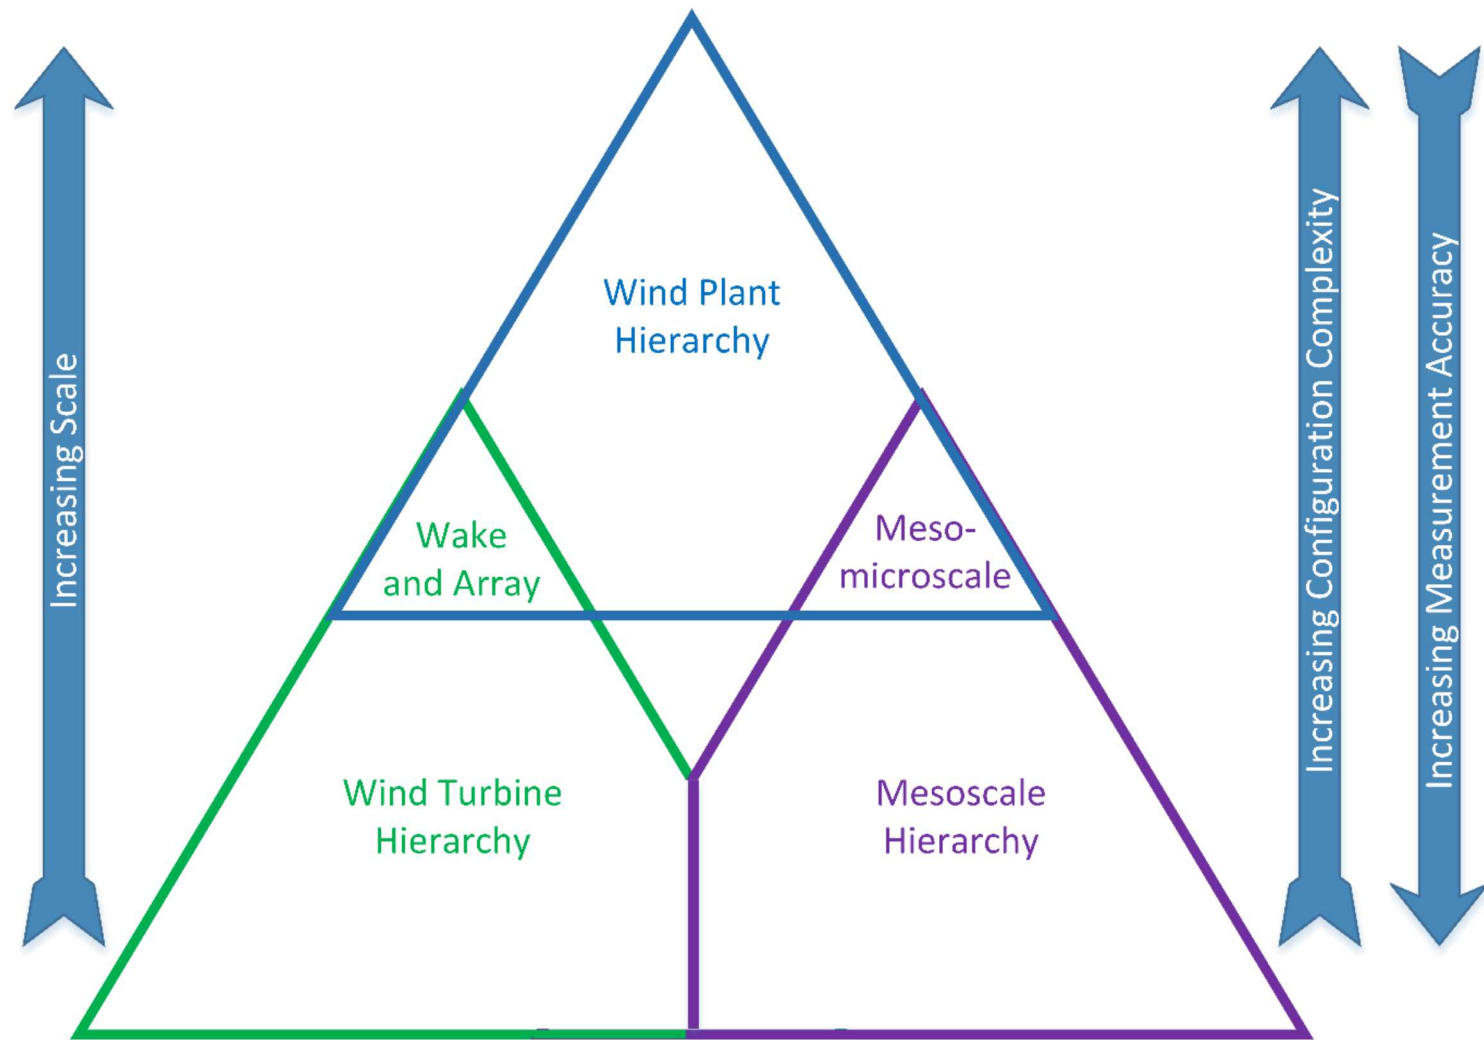 Increasing Scale
Wind Plant
Hierarchy
Wake
and Array
Meso-
microscale
Wind Turbine
Hierarchy
Mesoscale
Hierarchy
Increasing Configuration Complexity
Increasing Measurement Accuracy